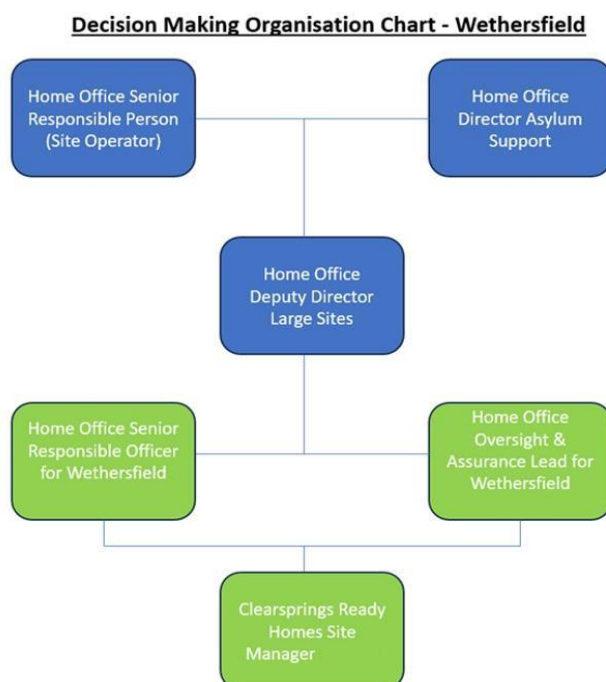 Decision Making Organisation Chart - Wethersfield
Home Office Senior
Responsible Person
(Site Operator)
Home Office
Director Asylum
Support
Home Office
Deputy Director
Large Sites
Home Office Senior
Responsible Officer
for Wethersfield
Home Office
Oversight &
Assurance Lead for
Wethersfield
Clearsprings Ready
Homes Site
Manager